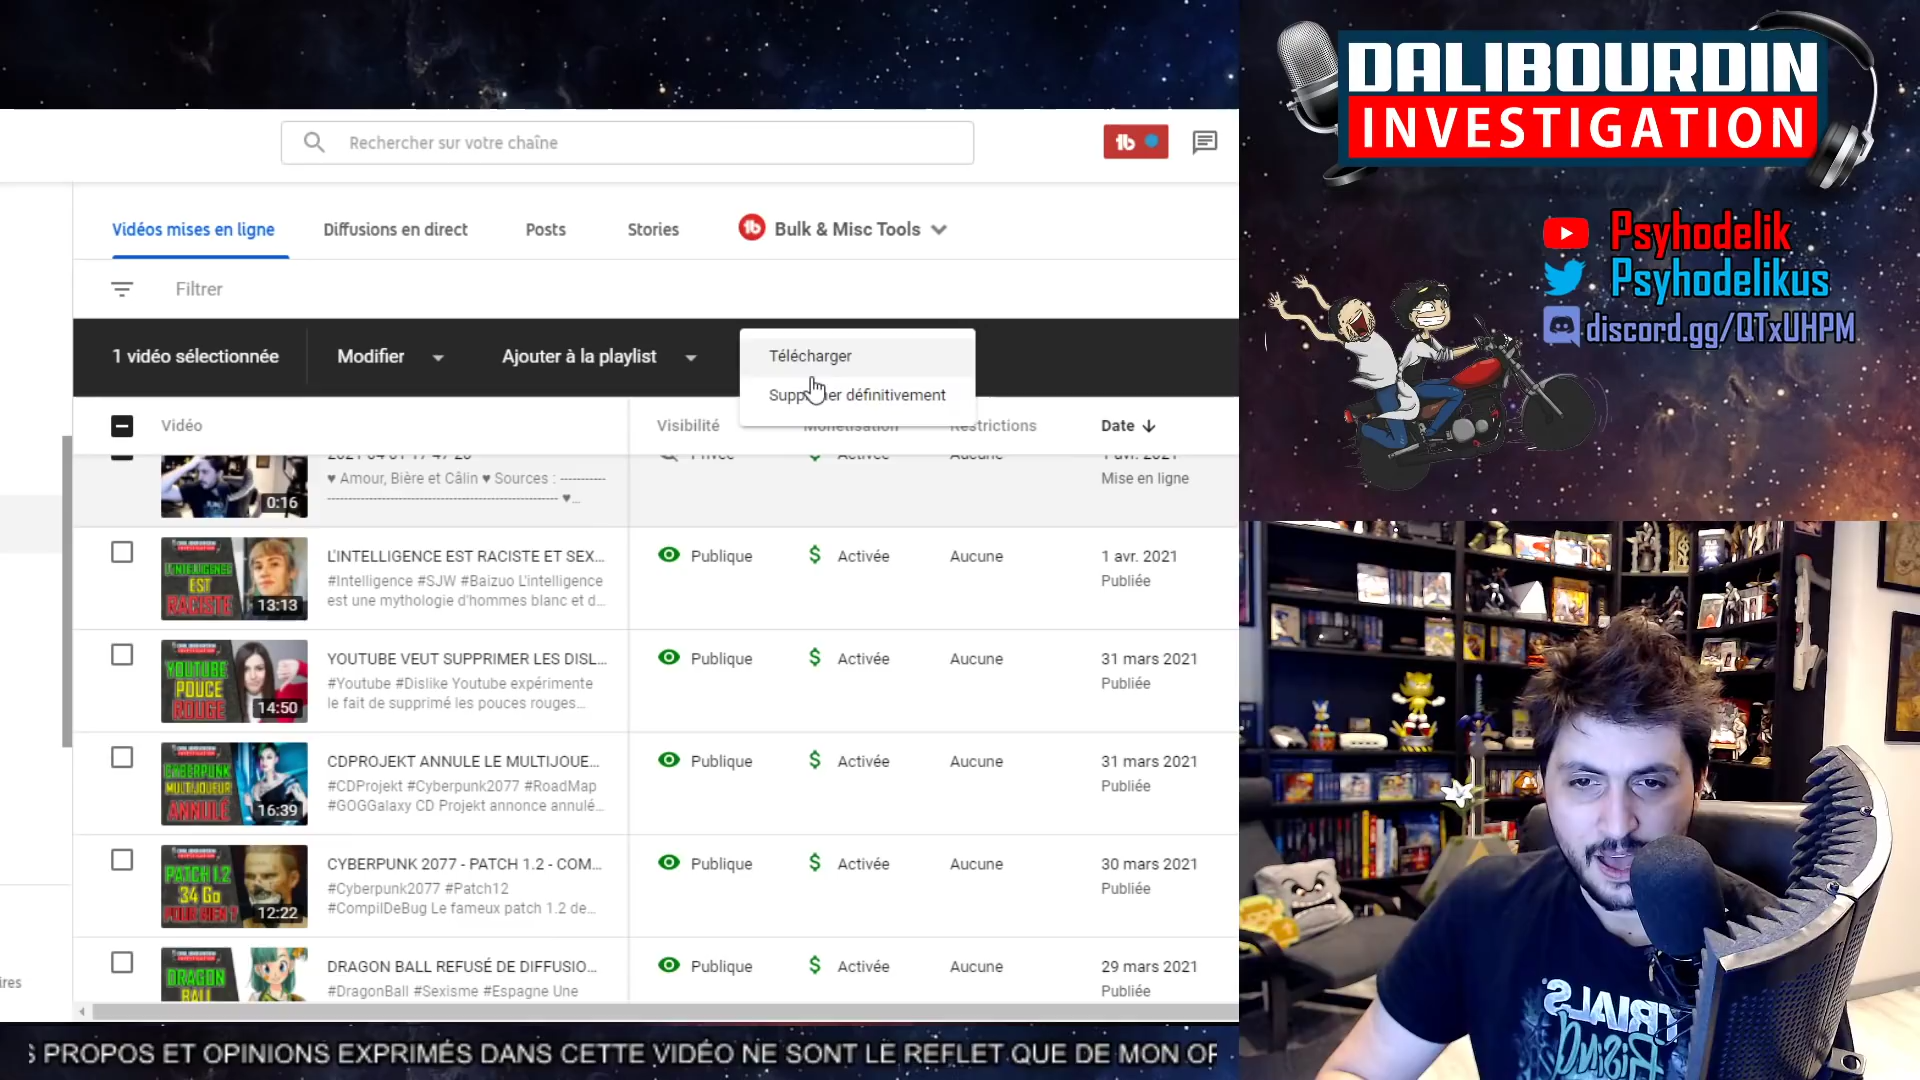 DALIBOURDIN
INVESTIGATION
Psyhodelik
Psyhodelikus
discord.gg/QTxUHPM
Rechercher sur votre chaîne
Vidéos mises en ligne
Diffusions en direct
Posts
Stories
Bulk & Misc Tools
Filtrer
1 vidéo sélectionnée
Modifier
Ajouter à la playlist
Télécharger
définitivement
Vidéo
Visibilité
Date
♥ Amour, Bière et Câlin ♥ Sources : -----------
Mise en ligne
0:16
L'INTELLIGENCE EST RACISTE ET SEX...
#Intelligence #SJW #Baizuo L'intelligence
est une mythologie d'hommes blanc et d...
L'INTELLIGENCE
EST
RACISTE
13:13
Publique
Activée
Aucune
1 avr. 2021
Publiée
YOUTUBE VEUT SUPPRIMER LES DISL...
#Youtube #Dislike Youtube expérimente
le fait de supprimé les pouces rouges...
YOUTUBE
POUCE
ROUGE
14:50
Publique
Activée
Aucune
31 mars 2021
Publiée
CDPROJEKT ANNULE LE MULTIJOUE...
#CDProjekt #Cyberpunk2077 #RoadMap
#GOGGalaxy CD Projekt annonce annulé...
CYBERPUNK
MULTIJOUEUR
ANNULÉ
16:39
Publique
Activée
Aucune
31 mars 2021
Publiée
CYBERPUNK 2077 - PATCH 1.2 - COM...
#Cyberpunk2077 #Patch12
#CompilDeBug Le fameux patch 1.2 de...
PATCH 1.2
34 Go
POUR RIEN ?
12:22
Publique
Activée
Aucune
30 mars 2021
Publiée
DRAGON BALL REFUSÉ DE DIFFUSIO...
#DragonBall #Sexisme #Espagne Une
DRAGON
BALL
Publique
Activée
Aucune
29 mars 2021
Publiée
ires
PROPOS ET OPINIONS EXPRIMÉS DANS CETTE VIDÉO NE SONT LE REFLET QUE DE MON
TRIALS
RISING